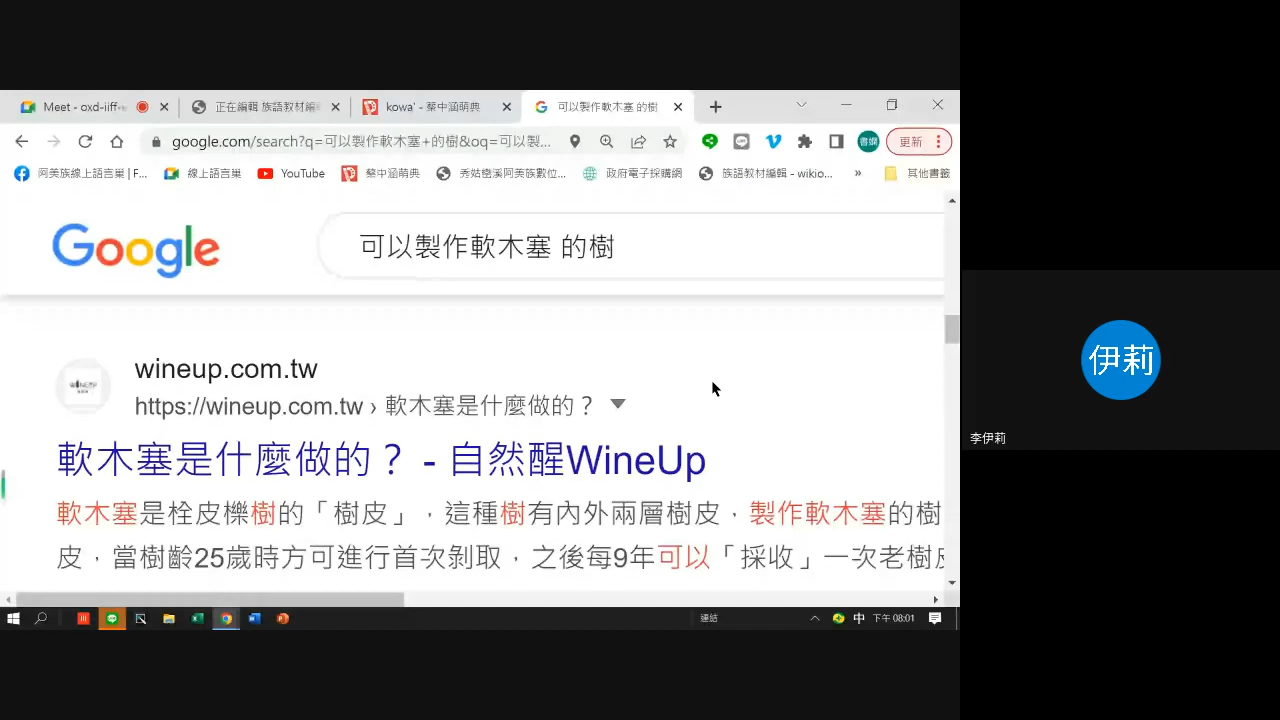 Meet - oxd-iiff-
正在編輯 族語教材編
kowa' - 蔡中涵萌典
可以製作軟木塞 的樹
google.com/search?q=可以製作軟木塞+的樹&oq=可以製...
書嫻
更新
阿美族線上語言巢 | F...
線上語言巢
YouTube
蔡中涵萌典
秀姑巒溪阿美族數位...
政府電子採購網
族語教材編輯 - wikio...
»
其他書籤
Google
可以製作軟木塞 的樹
wineup.com.tw
https://wineup.com.tw › 軟木塞是什麼做的？
軟木塞是什麼做的？ - 自然醒WineUp
軟木塞是栓皮櫟樹的「樹皮」，這種樹有內外兩層樹皮，製作軟木塞的樹
皮，當樹齡25歲時方可進行首次剝取，之後每9年可以「採收」一次老樹皮
伊莉
李伊莉
連結
中
下午 08:01